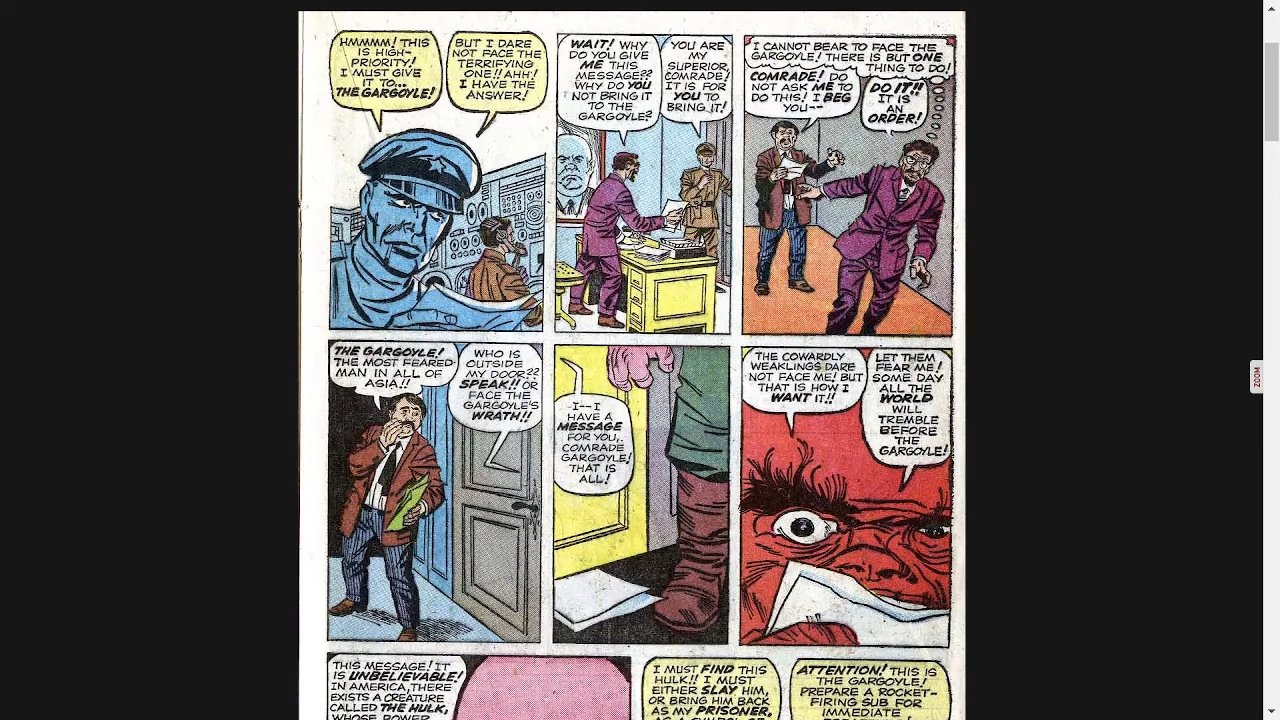 HMMMM! THIS
IS HIGH-
PRIORITY!
I MUST GIVE
IT TO...
THE GARGOYLE!
BUT I DARE
NOT FACE THE
TERRIFYING
ONE!! AHH!
I HAVE THE
ANSWER!
WAIT! WHY
DO YOU GIVE
ME THIS
MESSAGE??
WHY DO YOU
NOT BRING IT
TO THE
GARGOYLE?
YOU ARE
MY
SUPERIOR,
COMRADE!
IT IS FOR
YOU TO
BRING IT!
I CANNOT BEAR TO FACE THE
GARGOYLE! THERE IS BUT ONE
THING TO DO!
COMRADE! DO
NOT ASK ME TO
DO THIS! I BEG
YOU--
DO IT!!
IT IS
AN
ORDER!
THE GARGOYLE!
THE MOST FEARED
MAN IN ALL OF
ASIA!!
WHO IS
OUTSIDE
MY DOOR??
SPEAK!! OR
FACE THE
GARGOYLE'S
WRATH!!
I--I
HAVE A
MESSAGE
FOR YOU,
COMRADE
GARGOYLE!
THAT IS
ALL!
THE COWARDLY
WEAKLINGS DARE
NOT FACE ME! BUT
THAT IS HOW I
WANT IT!!
LET THEM
FEAR ME!
SOME DAY
ALL THE
WORLD
WILL
TREMBLE
BEFORE
THE
GARGOYLE!
THIS MESSAGE! IT
IS UNBELIEVABLE!
IN AMERICA, THERE
EXISTS A CREATURE
CALLED THE HULK,
WHOSE POWER
I MUST FIND THIS
HULK!! I MUST
EITHER SLAY HIM,
OR BRING HIM BACK
AS MY PRISONER,
ATTENTION! THIS IS
THE GARGOYLE!
PREPARE A ROCKET-
FIRING SUB FOR
IMMEDIATE
ZOOM